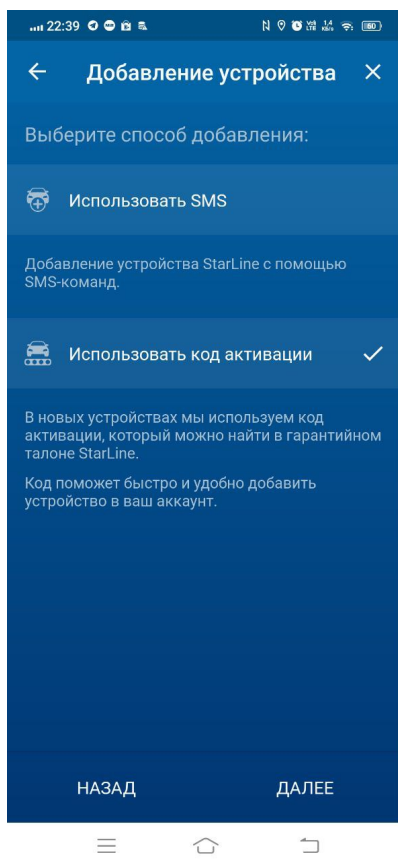 22:39
60
Добавление устройства
Выберите способ добавления:
Использовать SMS
Добавление устройства StarLine с помощью
SMS-команд.
Использовать код активации
В новых устройствах мы используем код
активации, который можно найти в гарантийном
талоне StarLine.
Код поможет быстро и удобно добавить
устройство в ваш аккаунт.
НАЗАД
ДАЛЕЕ